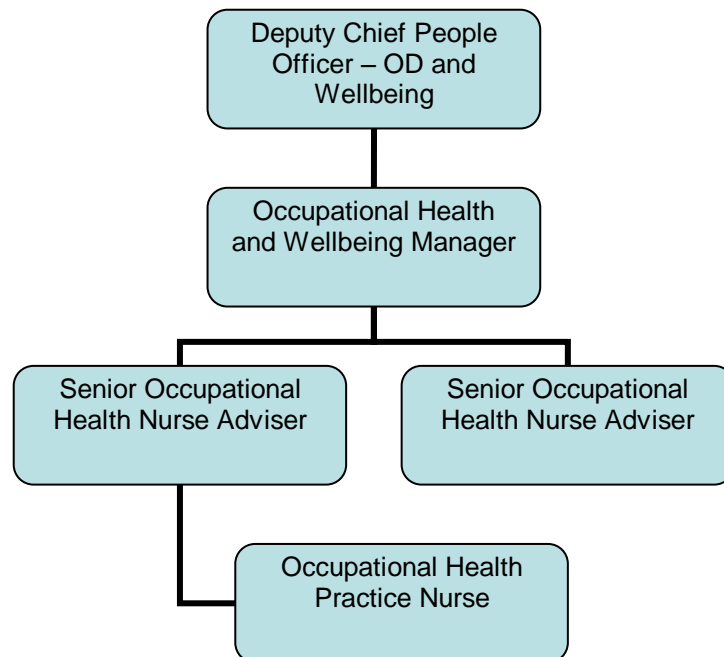 Deputy Chief People
Officer – OD and
Wellbeing
Occupational Health
and Wellbeing Manager
Senior Occupational
Health Nurse Adviser
Senior Occupational
Health Nurse Adviser
Occupational Health
Practice Nurse